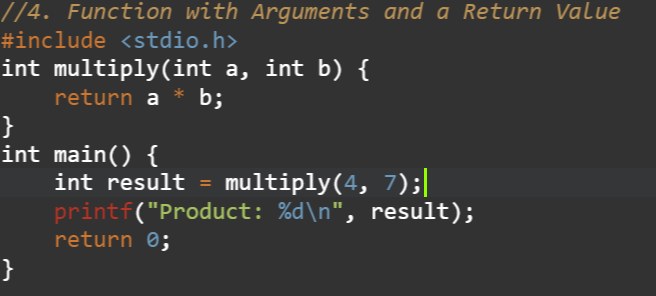 //4. Function with Arguments and a Return Value
#include <stdio.h>
int multiply(int a, int b) {
    return a * b;
}
int main() {
    int result = multiply(4, 7);
    printf("Product: %d\n", result);
    return 0;
}